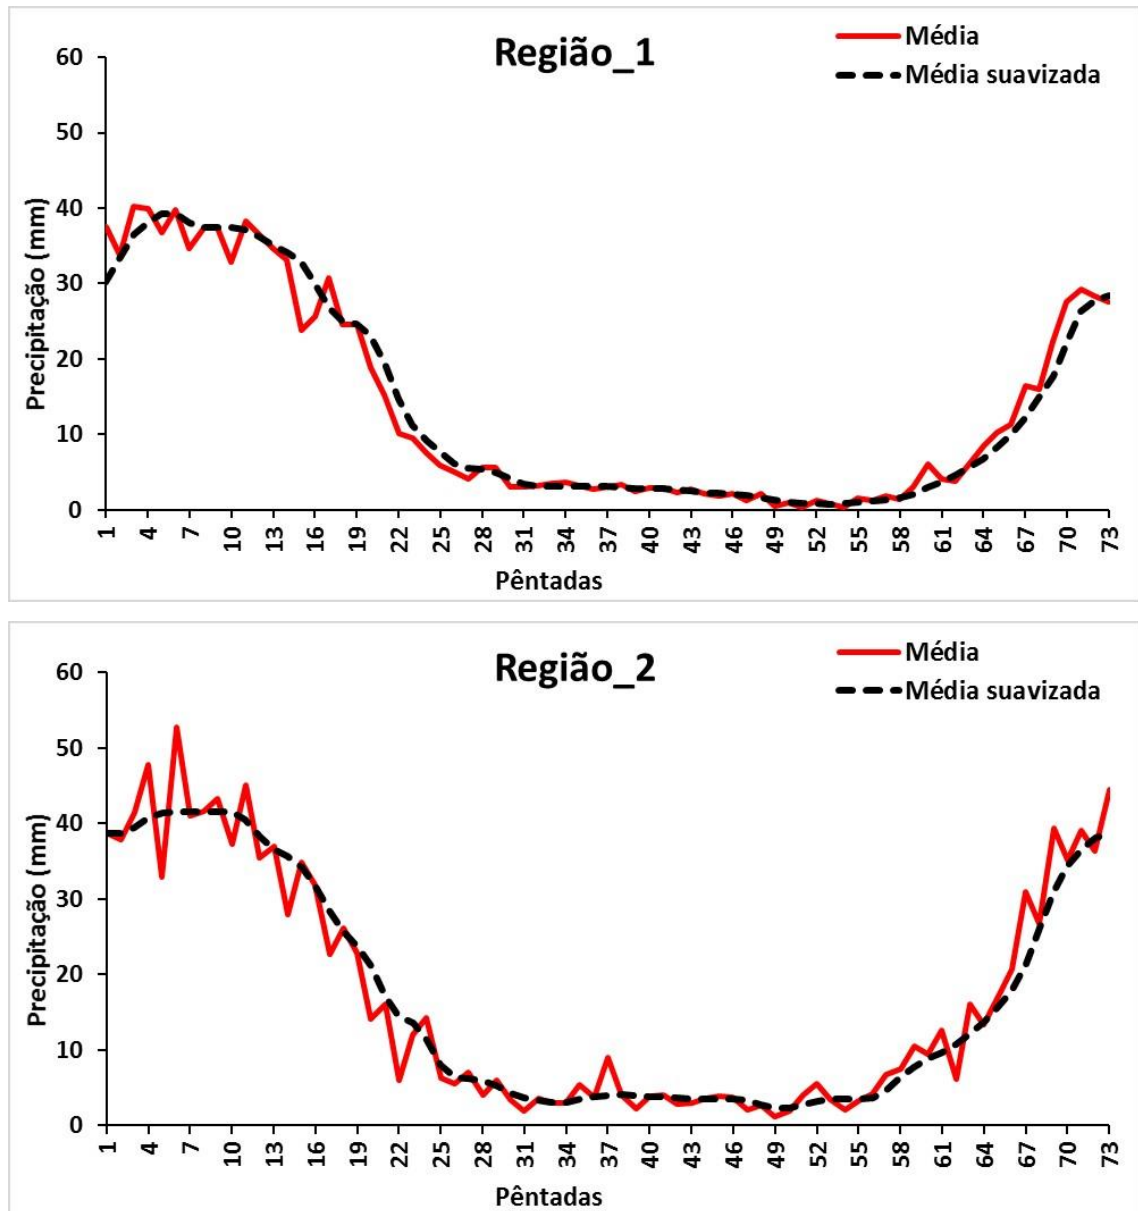 Região_1
Média
Média suavizada
Precipitação (mm)
60
50
40
30
20
10
0
1 4 7 10 13 16 19 22 25 28 31 34 37 40 43 46 49 52 55 58 61 64 67 70 73
Pêntadas
Região_2
Média
Média suavizada
Precipitação (mm)
60
50
40
30
20
10
0
1 4 7 10 13 16 19 22 25 28 31 34 37 40 43 46 49 52 55 58 61 64 67 70 73
Pêntadas